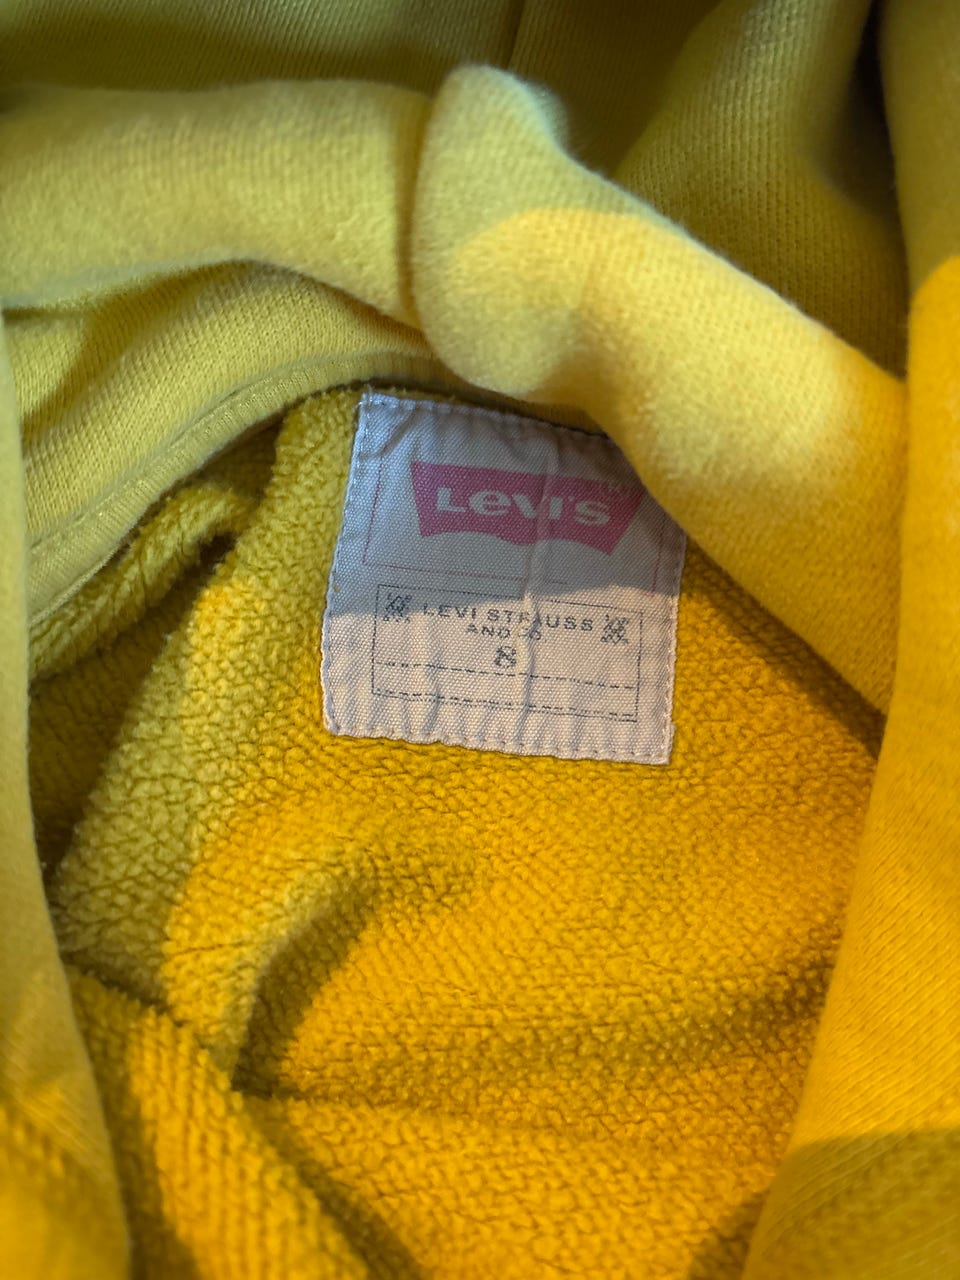 Levi's
LEVI STRAUSS
AND CO
8